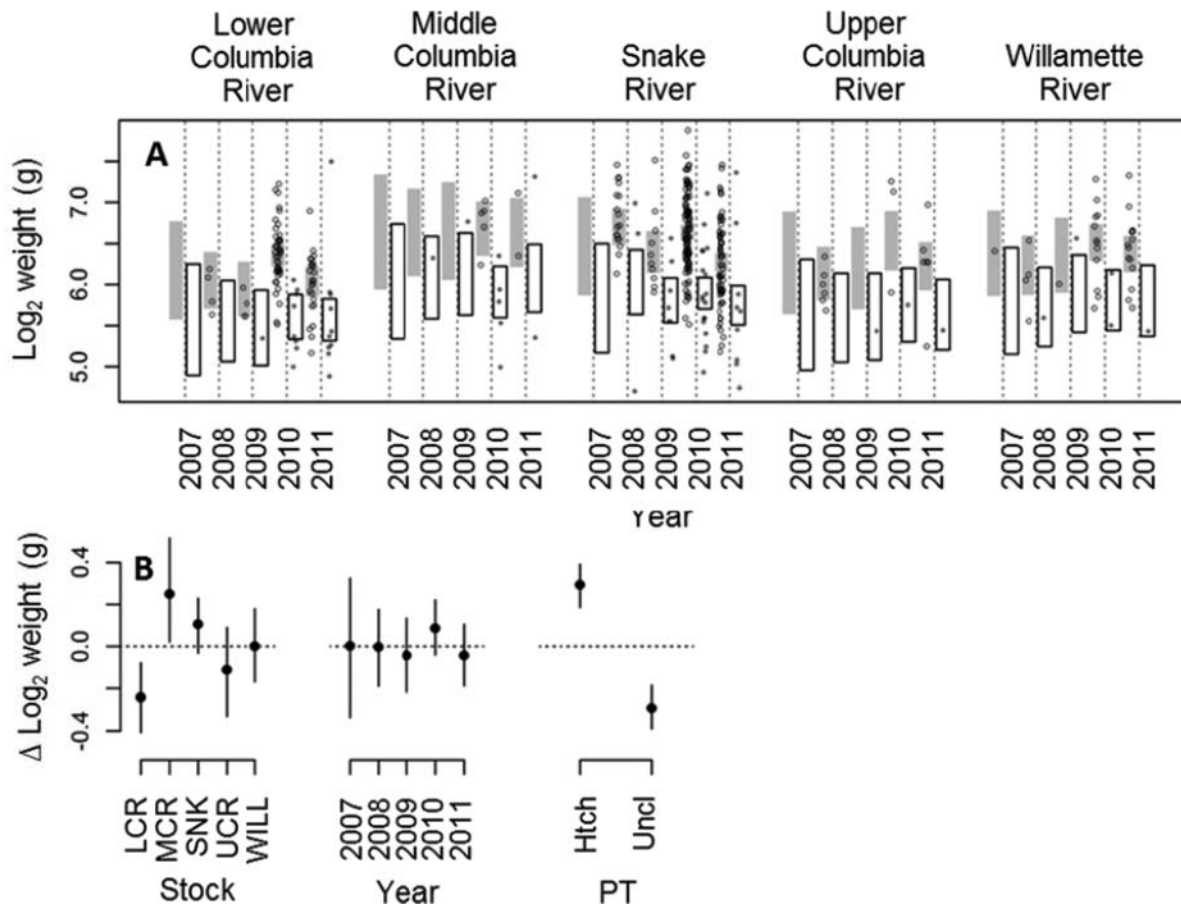 Lower
Columbia
River
Middle
Columbia
River
Snake
River
Upper
Columbia
River
Willamette
River
A
Log2 weight (g)
7.0
6.0
5.0
2007
2008
2009
2010
2011
2007
2008
2009
2010
2011
2007
2008
2009
2010
2011
2007
2008
2009
2010
2011
2007
2008
2009
2010
2011
Year
B
Δ Log2 weight (g)
0.4
0.0
-0.4
LCR
MCR
SNK
UCR
WILL
Stock
2007
2008
2009
2010
2011
Year
Htch
Uncl
PT